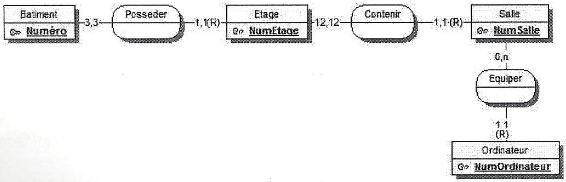 Batiment
Numéro
3,3
Posseder
1,1(R)
Etage
NumEtage
12,12
Contenir
1,1 (R)
Salle
NumSalle
0,n
Equiper
1 1
(R)
Ordinateur
NumOrdinateur